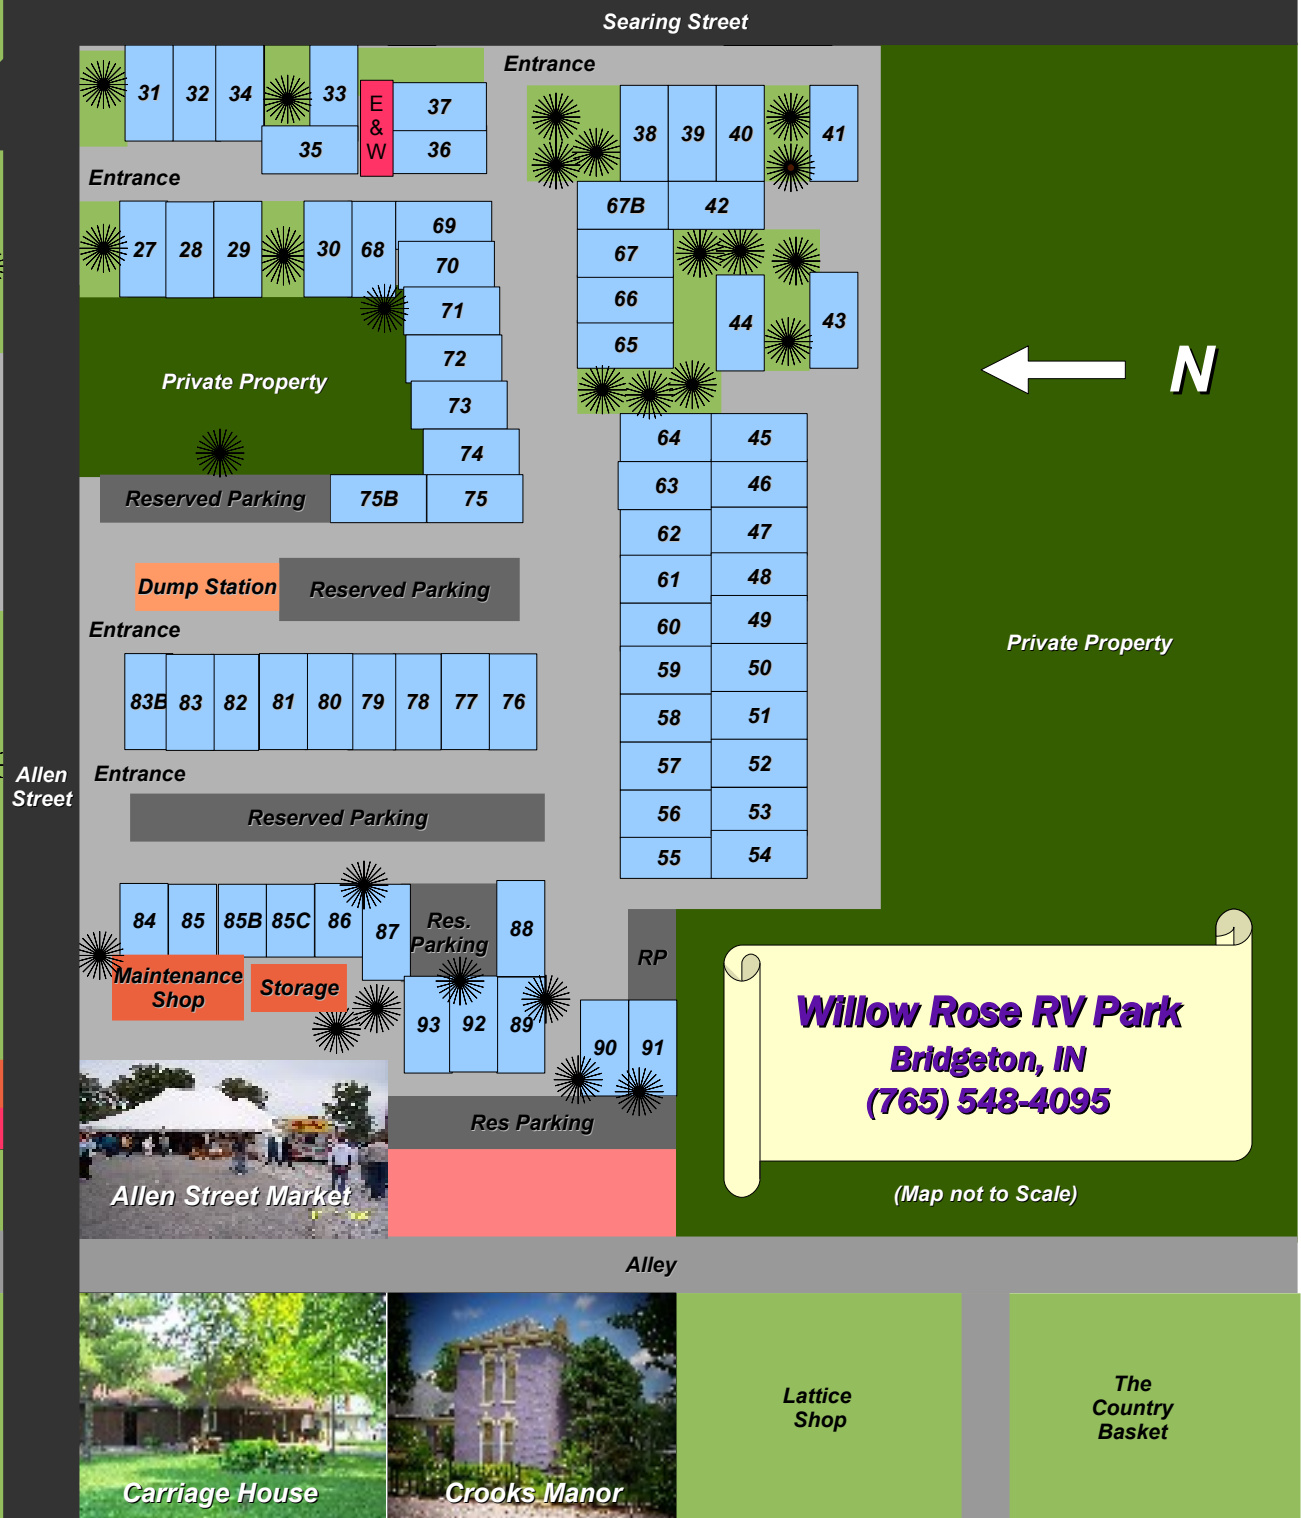 Searing Street
Entrance
31
32
34
33
E
&
W
37
36
35
38
39
40
41
Entrance
67B
42
27
28
29
30
68
69
70
71
72
73
74
67
66
65
44
43
Private Property
N
64
45
63
46
62
47
61
48
60
49
59
50
58
51
57
52
56
53
55
54
Reserved Parking
75B
75
Dump Station
Reserved Parking
Entrance
Private Property
83B
83
82
81
80
79
78
77
76
Allen
Street
Entrance
Reserved Parking
84
85
85B
85C
86
87
Res.
Parking
88
RP
Maintenance
Shop
Storage
93
92
89
90
91
Willow Rose RV Park
Bridgeton, IN
(765) 548-4095
Res Parking
Allen Street Market
(Map not to Scale)
Alley
Carriage House
Crooks Manor
Lattice
Shop
The
Country
Basket